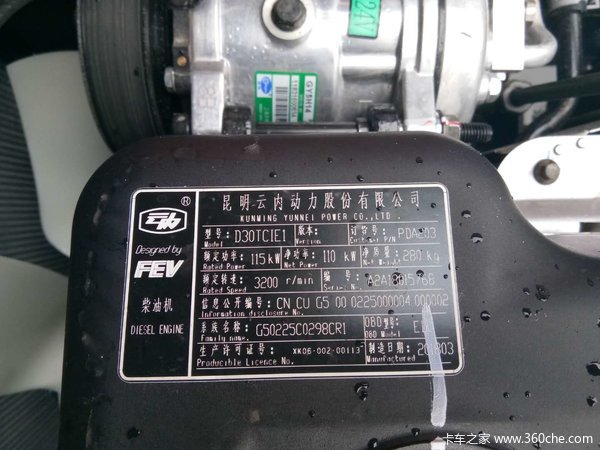 24V
GY5H14
®
昆明云内动力股份有限公司
KUNMING YUNNEI POWER CO.,LTD.
Designed by
FEV
柴油机
DIESEL ENGINE
型号: D30TCIE1 版本: 订货号:
Model Version Customer P/N
额定功率: 115 kW 净功率: 110 kW 净质量: 280 kg
Rated Power Net Power Net Weight
额定转速: 3200 r/min 编号:
Rated Speed Serial No.
信息公开编号: CN CU G5 00 0225000004 000002
Information disclosure No.
系族名称: G50225C0298CR1 OBD型号:
Family name OBD Model
生产许可证号: XK06-002-00113 制造日期:
Producible Licence No. Manufactured
卡车之家 www.360che.com